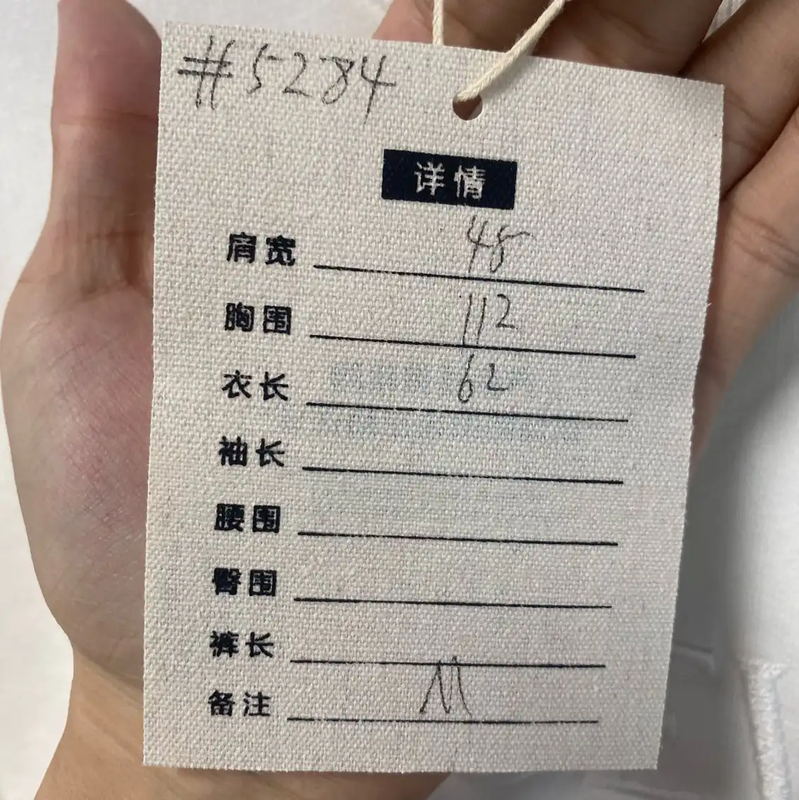 #5284
详情
肩宽 45
胸围 112
衣长 62
袖长
腰围
臀围
裤长
备注 M